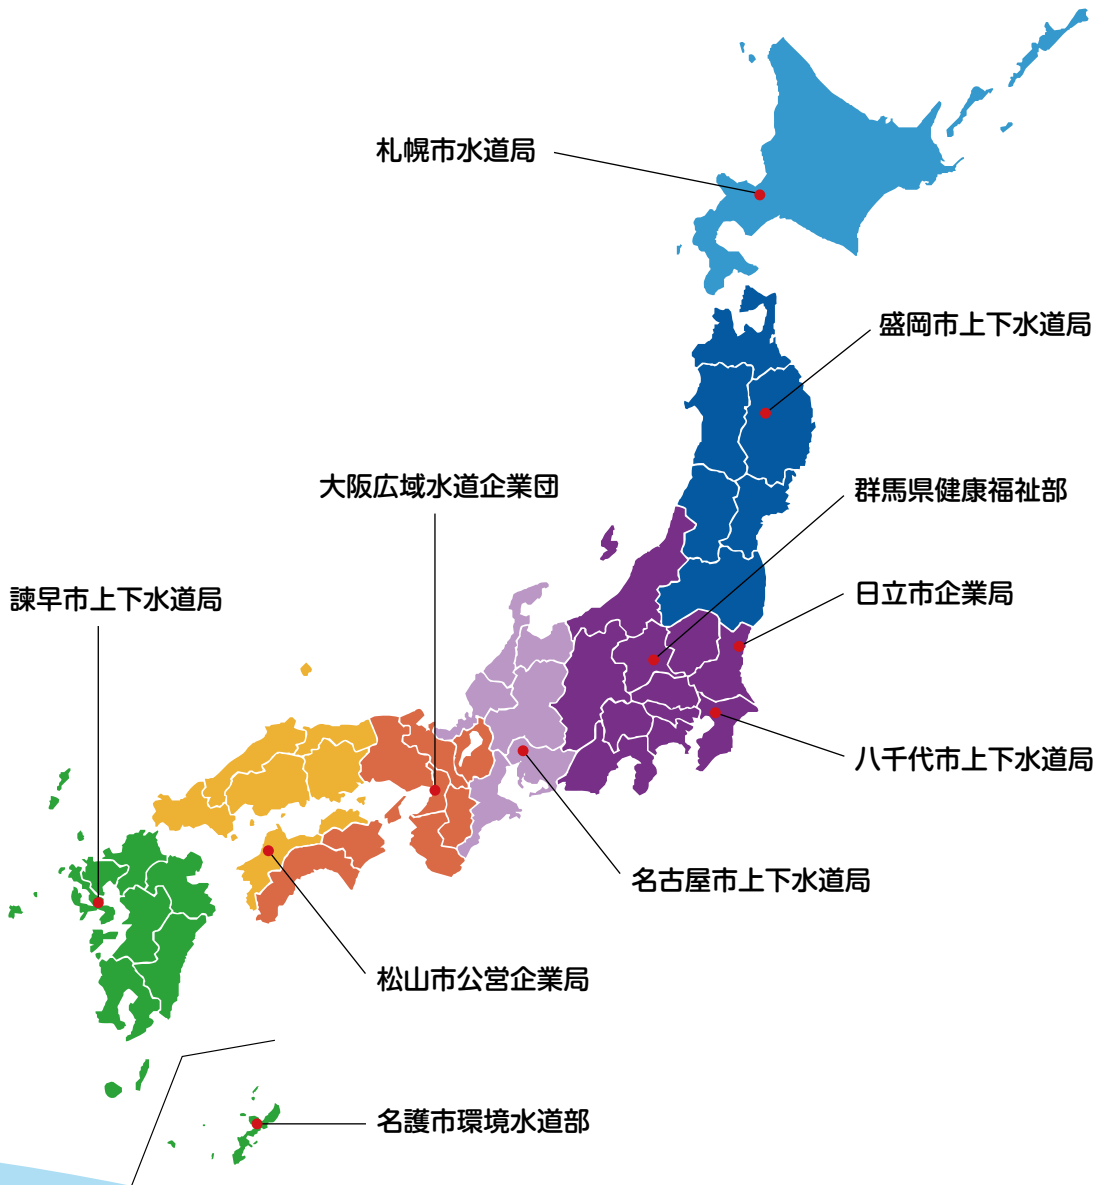 札幌市水道局
盛岡市上下水道局
大阪広域水道企業団
群馬県健康福祉部
日立市企業局
諫早市上下水道局
八千代市上下水道局
名古屋市上下水道局
松山市公営企業局
名護市環境水道部